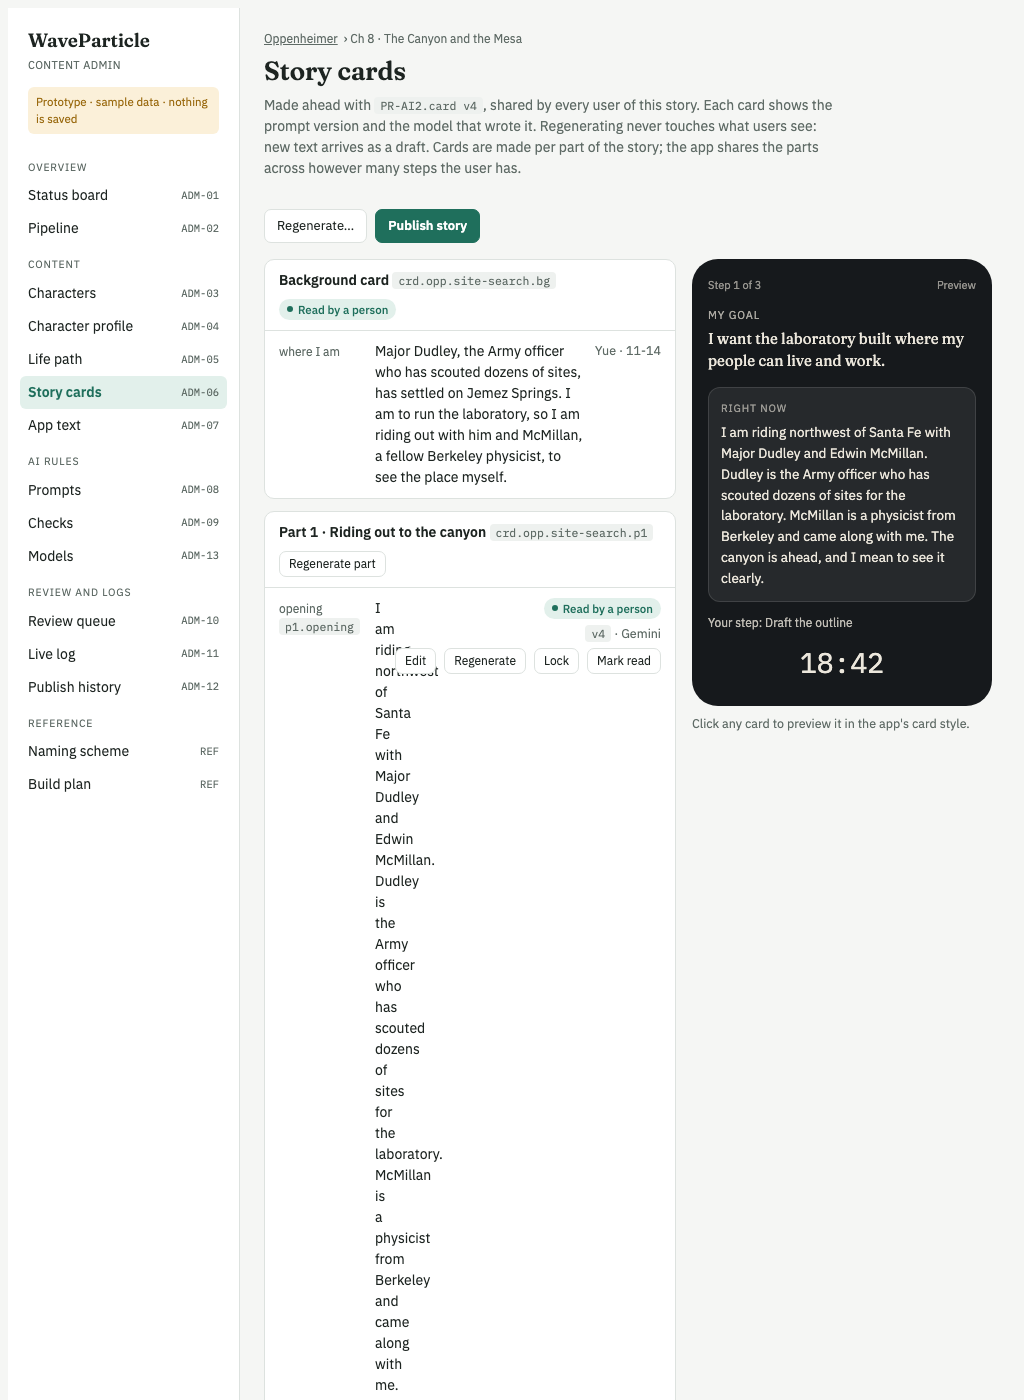 WaveParticle
CONTENT ADMIN
Prototype · sample data · nothing
is saved
OVERVIEW
Status board ADM-01
Pipeline ADM-02
CONTENT
Characters ADM-03
Character profile ADM-04
Life path ADM-05
Story cards ADM-06
App text ADM-07
AI RULES
Prompts ADM-08
Checks ADM-09
Models ADM-13
REVIEW AND LOGS
Review queue ADM-10
Live log ADM-11
Publish history ADM-12
REFERENCE
Naming scheme REF
Build plan REF
Oppenheimer › Ch 8 · The Canyon and the Mesa
Story cards
Made ahead with PR-AI2.card v4 , shared by every user of this story. Each card shows the
prompt version and the model that wrote it. Regenerating never touches what users see:
new text arrives as a draft. Cards are made per part of the story; the app shares the parts
across however many steps the user has.
Regenerate… Publish story
Background card crd.opp.site-search.bg
Read by a person
where I am
Major Dudley, the Army officer
who has scouted dozens of sites,
has settled on Jemez Springs. I
am to run the laboratory, so I am
riding out with him and McMillan,
a fellow Berkeley physicist, to
see the place myself.
Yue · 11-14
Part 1 · Riding out to the canyon crd.opp.site-search.p1
Regenerate part
opening
p1.opening
I
am
riding
northwest
of
Santa
Fe
with
Major
Dudley
and
Edwin
McMillan.
Dudley
is
the
Army
officer
who
has
scouted
dozens
of
sites
for
the
laboratory.
McMillan
is
a
physicist
from
Berkeley
and
came
along
with
me.
Read by a person
v4 · Gemini
Edit Regenerate Lock Mark read
Step 1 of 3 Preview
MY GOAL
I want the laboratory built where my
people can live and work.
RIGHT NOW
I am riding northwest of Santa Fe with
Major Dudley and Edwin McMillan.
Dudley is the Army officer who has
scouted dozens of sites for the
laboratory. McMillan is a physicist from
Berkeley and came along with me. The
canyon is ahead, and I mean to see it
clearly.
Your step: Draft the outline
18:42
Click any card to preview it in the app's card style.